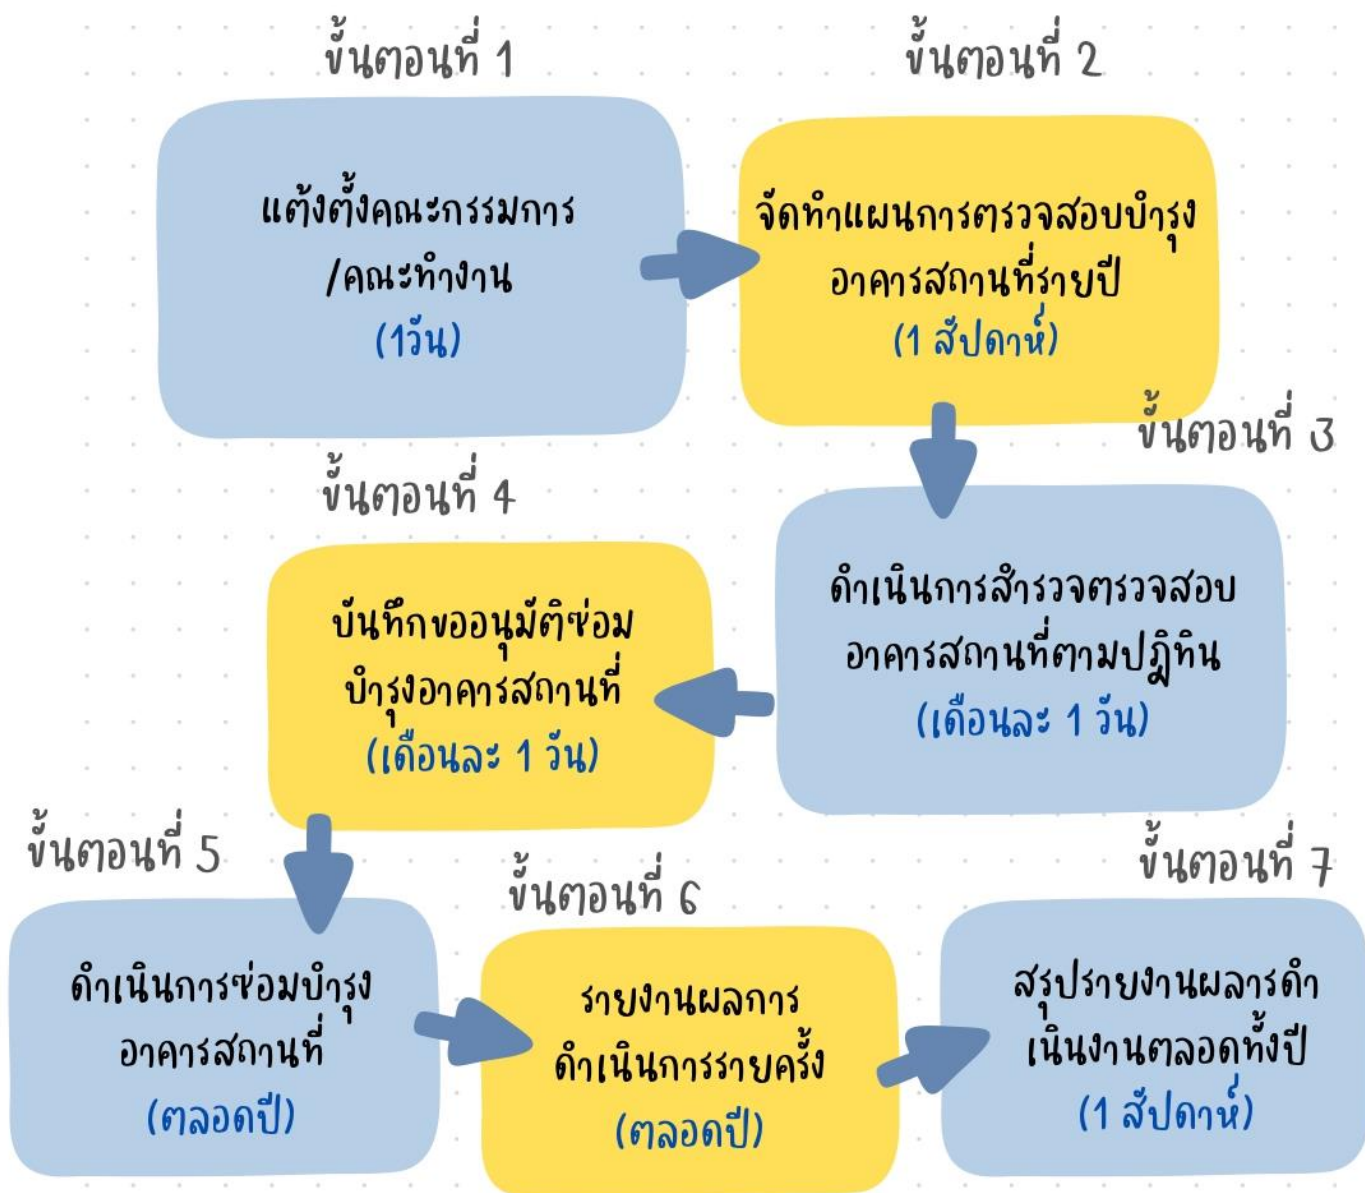 ขั้นตอนที่ 1
แต้งตั้งคณะกรรมการ
/คณะทำงาน
(1วัน)
ขั้นตอนที่ 2
จัดทำแผนการตรวจสอบบำรุง
อาคารสถานที่รายปี
(1 สัปดาห์)
ขั้นตอนที่ 3
ดำเนินการสำรวจตรวจสอบ
อาคารสถานที่ตามปฎิทิน
(เดือนละ 1 วัน)
ขั้นตอนที่ 4
บันทึกขออนุมัติซ่อม
บำรุงอาคารสถานที่
(เดือนละ 1 วัน)
ขั้นตอนที่ 5
ดำเนินการซ่อมบำรุง
อาคารสถานที่
(ตลอดปี)
ขั้นตอนที่ 6
รายงานผลการ
ดำเนินการรายครั้ง
(ตลอดปี)
ขั้นตอนที่ 7
สรุปรายงานผลารดำ
เนินงานตลอดทั้งปี
(1 สัปดาห์)